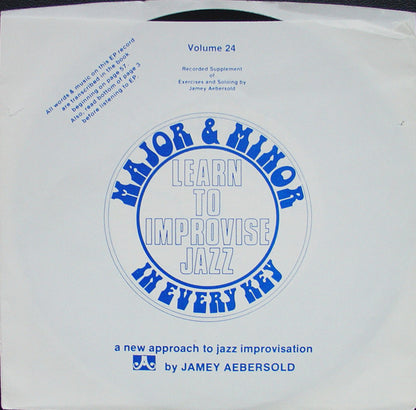 Volume 24
Recorded Supplement
of
Exercises and Soloing by
Jamey Aebersold
All words & music on this EP record
are transcribed in the book
beginning on page 57.
Also, read bottom of page 3
before listening to EP.
MAJOR & MINOR
LEARN
TO
IMPROVISE
JAZZ
IN EVERY KEY
a new approach to jazz improvisation
JAJ by JAMEY AEBERSOLD